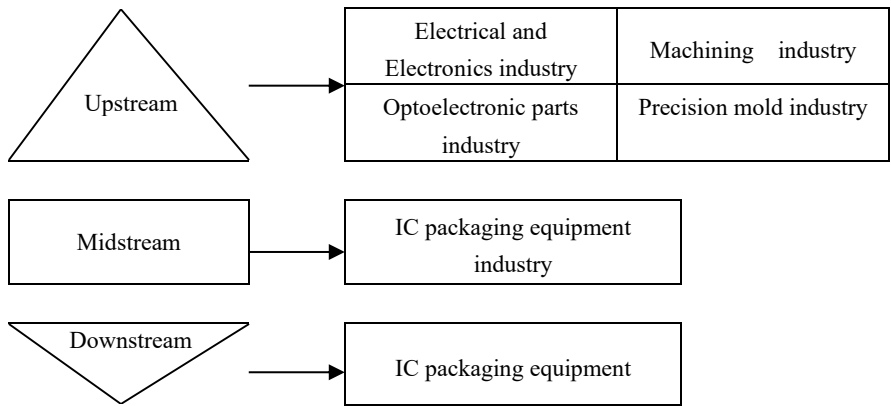 Upstream
Electrical and
Electronics industry
Machining industry
Optoelectronic parts
industry
Precision mold industry
Midstream
IC packaging equipment
industry
Downstream
IC packaging equipment